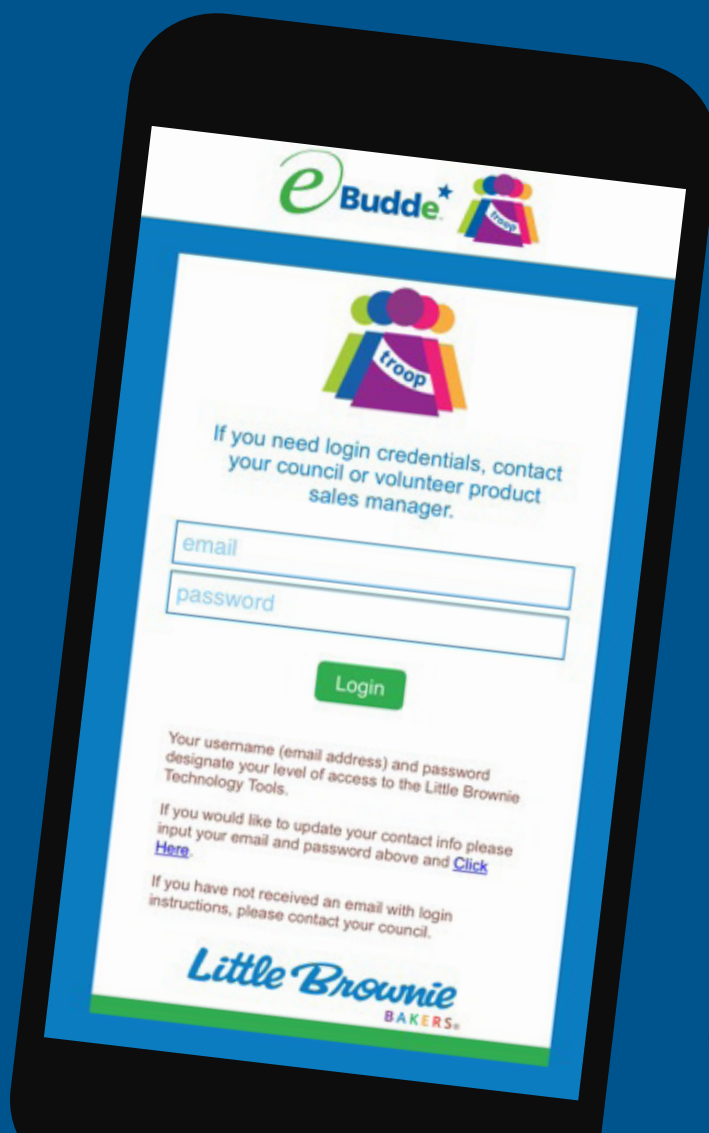 eBudde™ troop
troop
If you need login credentials, contact
your council or volunteer product
sales manager.
email
password
Login
Your username (email address) and password
designate your level of access to the Little Brownie
Technology Tools.
If you would like to update your contact info please
input your email and password above and Click
Here.
If you have not received an email with login
instructions, please contact your council.
Little Brownie
BAKERS®